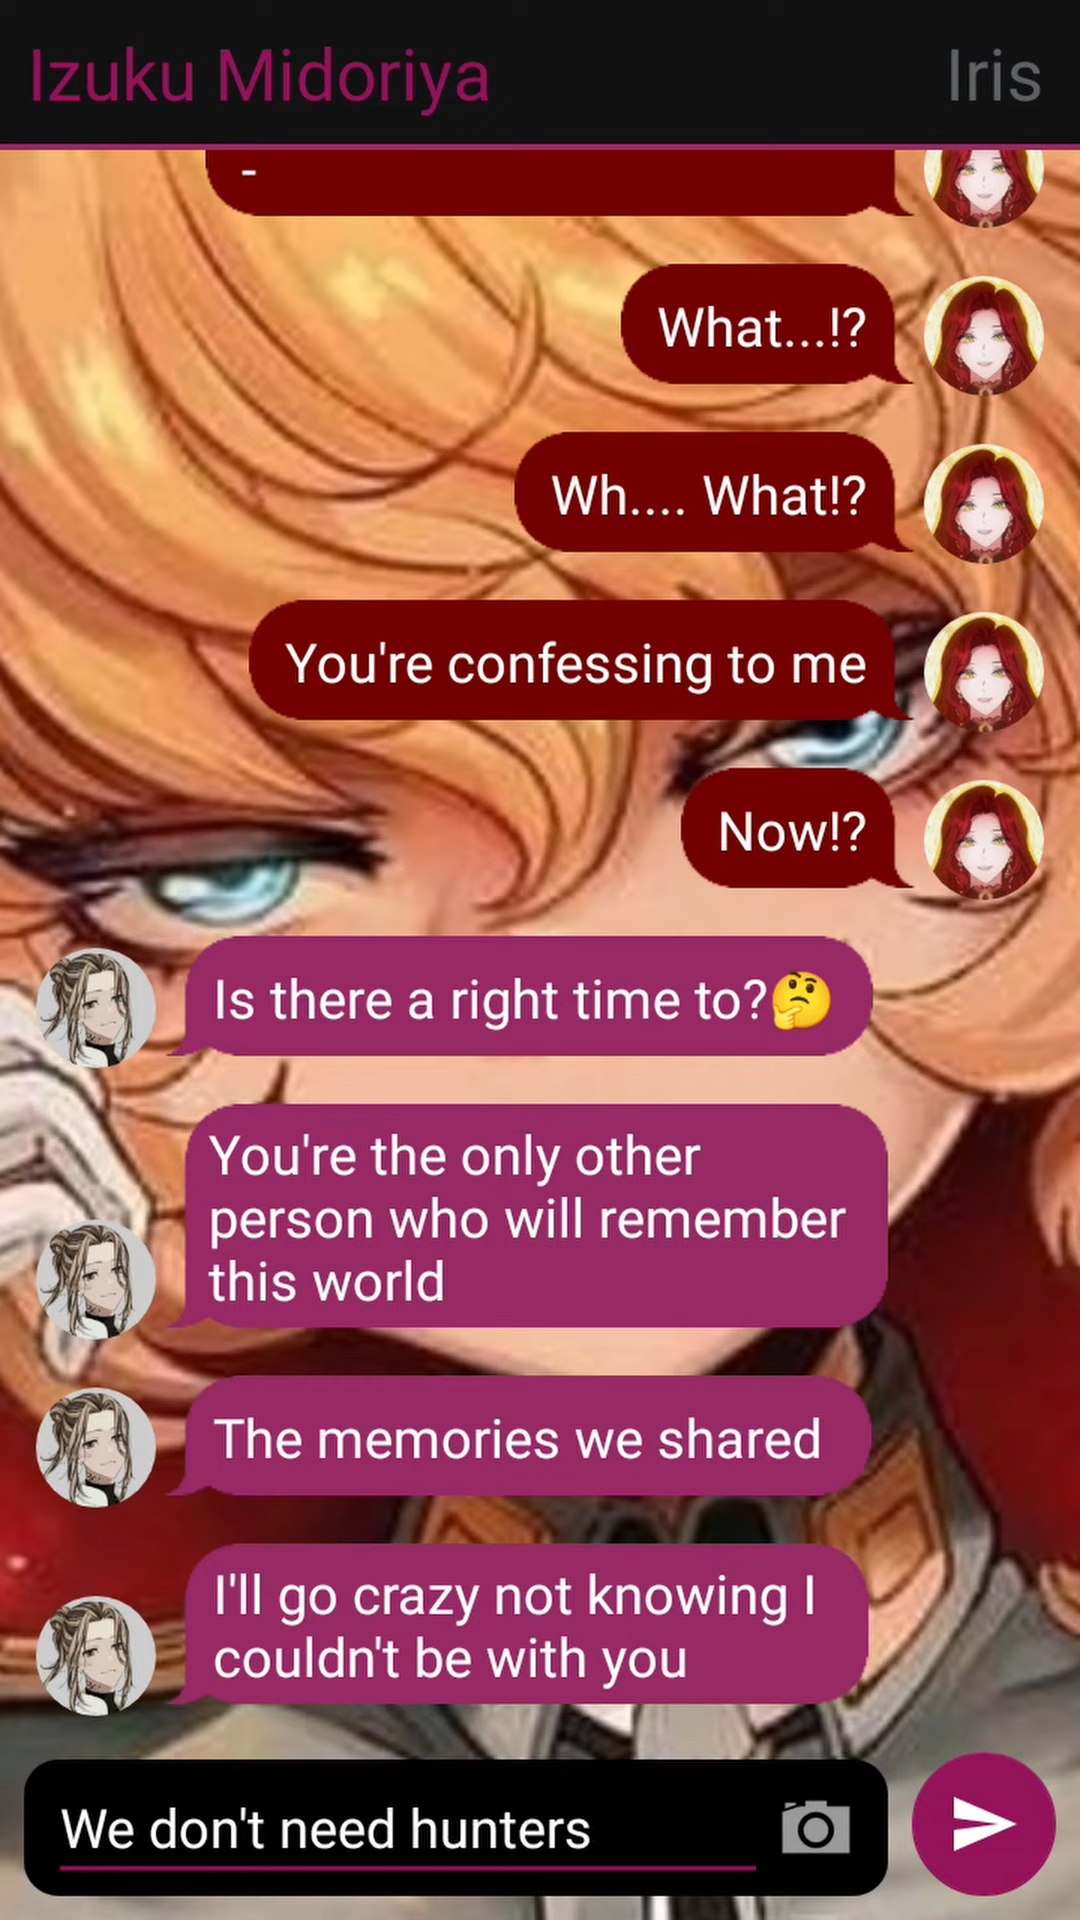 Izuku Midoriya
Iris
-
What...!?
Wh.... What!?
You're confessing to me
Now!?
Is there a right time to?🤔
You're the only other
person who will remember
this world
The memories we shared
I'll go crazy not knowing I
couldn't be with you
We don't need hunters